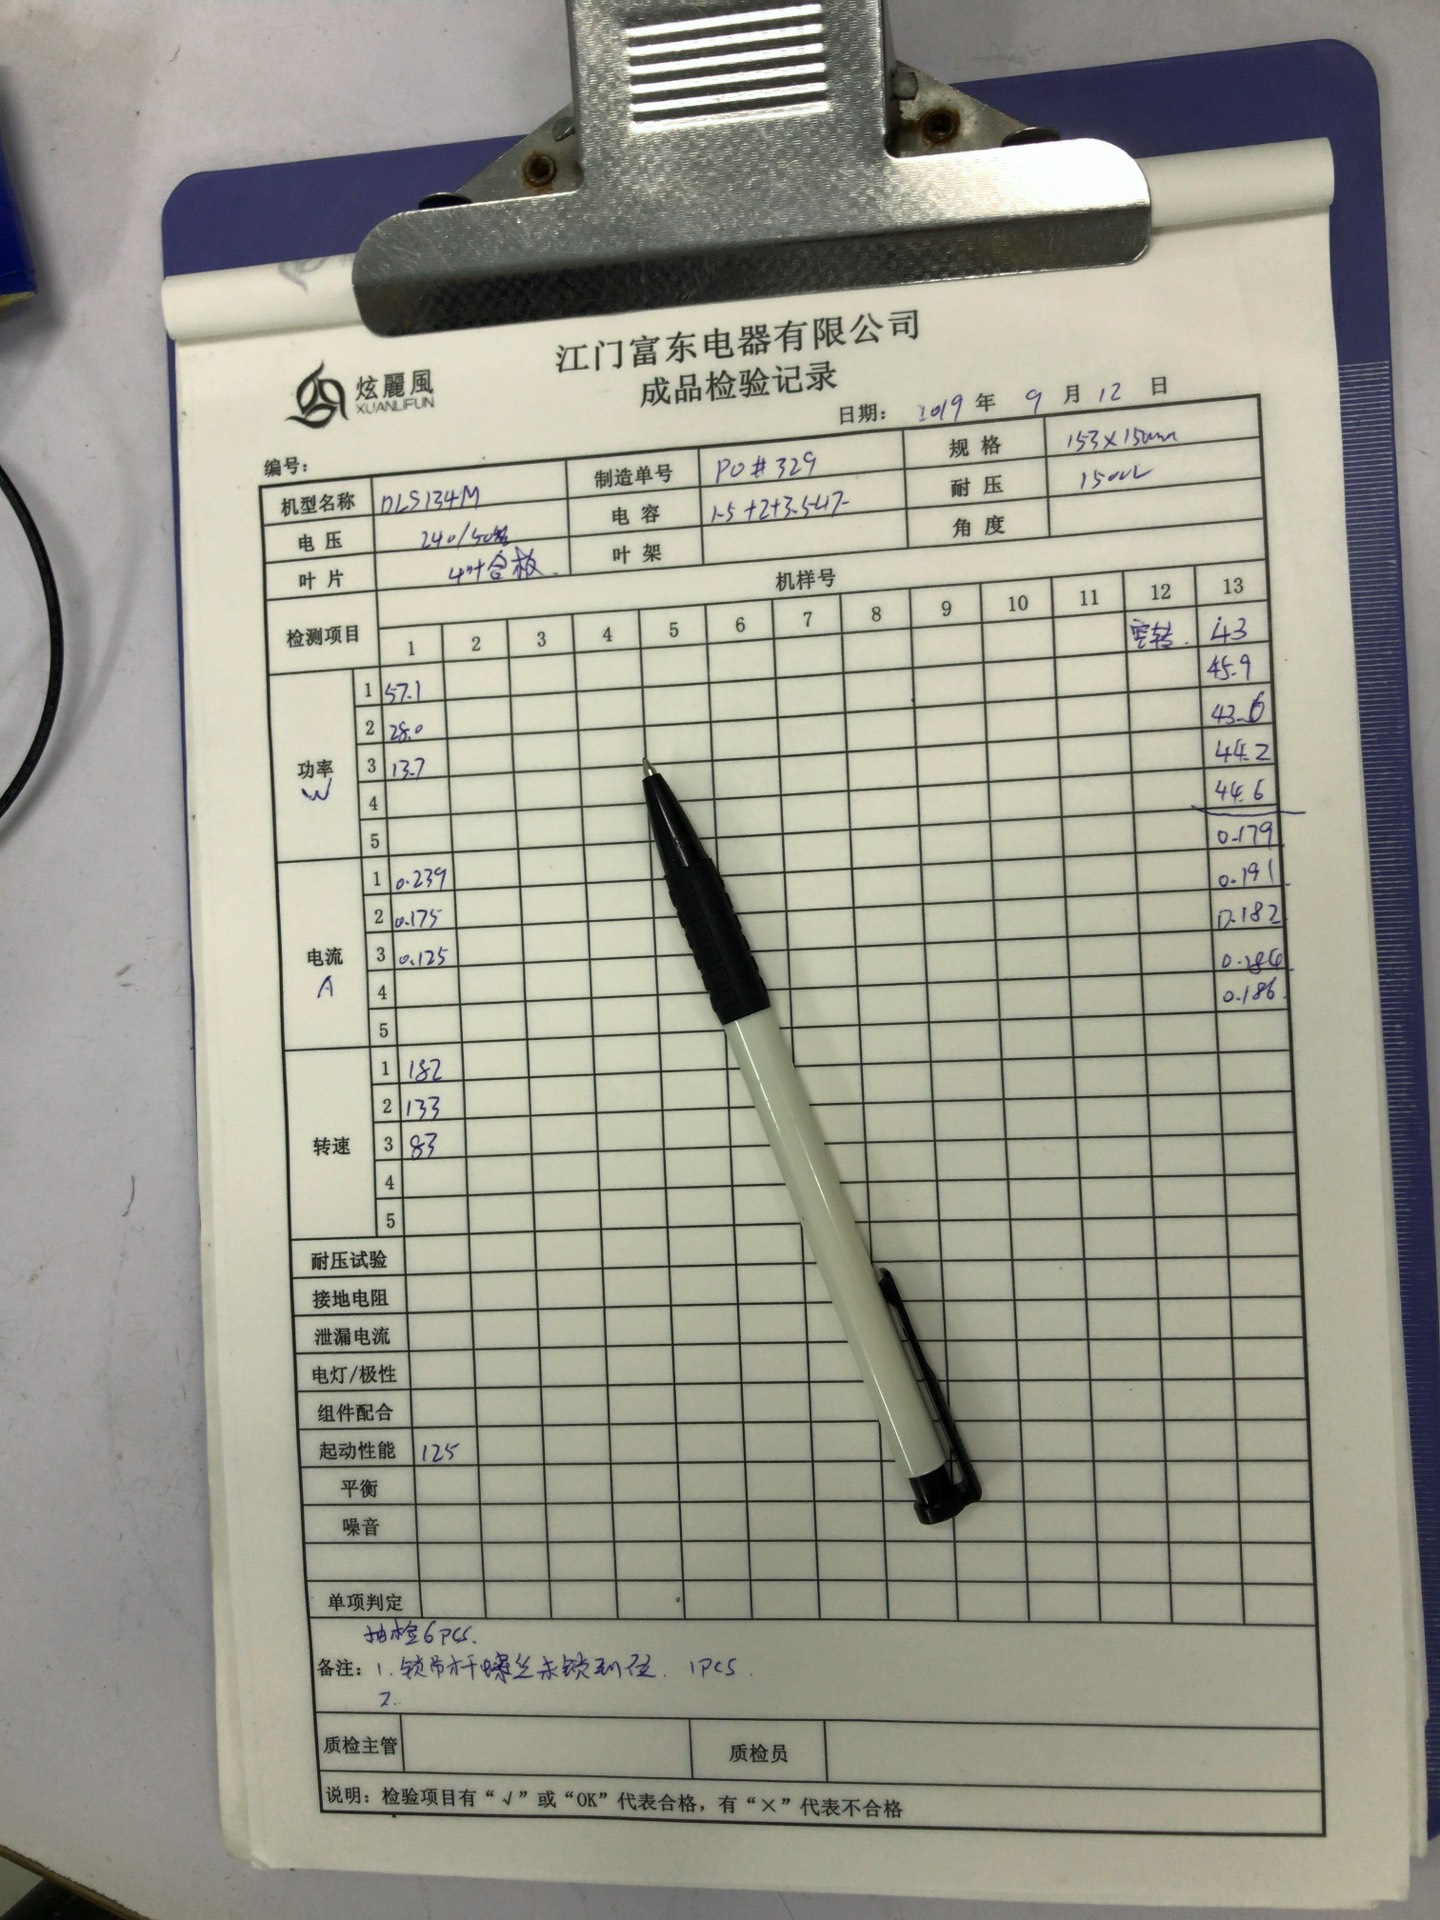 江门富东电器有限公司
炫麗風
XUANLIFUN
成品检验记录
日期: 2019 年 9 月 12 日
编号:
机型名称 DLS134M 制造单号 PO#329 规格 153×15mm
电压 240/50 电容 1.5+2+3.5 耐压 1500V
叶片 4叶合板 叶架 角度
检测项目 机样号
1 2 3 4 5 6 7 8 9 10 11 12 13
空转. 43
功率 W 1 57.1 45.9
2 28.0 43.6
3 13.7 44.2
4 44.6
5 0.179
电流 A 1 0.239 0.191
2 0.175 0.182
3 0.125 0.184
4 0.186
5
转速 1 182
2 133
3 83
4
5
耐压试验
接地电阻
泄漏电流
电灯/极性
组件配合
起动性能 125
平衡
噪音
单项判定
抽检6PCS.
备注: 1. 锁吊杆螺丝未锁到位. 1PCS.
2.
质检主管 质检员
说明: 检验项目有“√”或“OK”代表合格,有“×”代表不合格